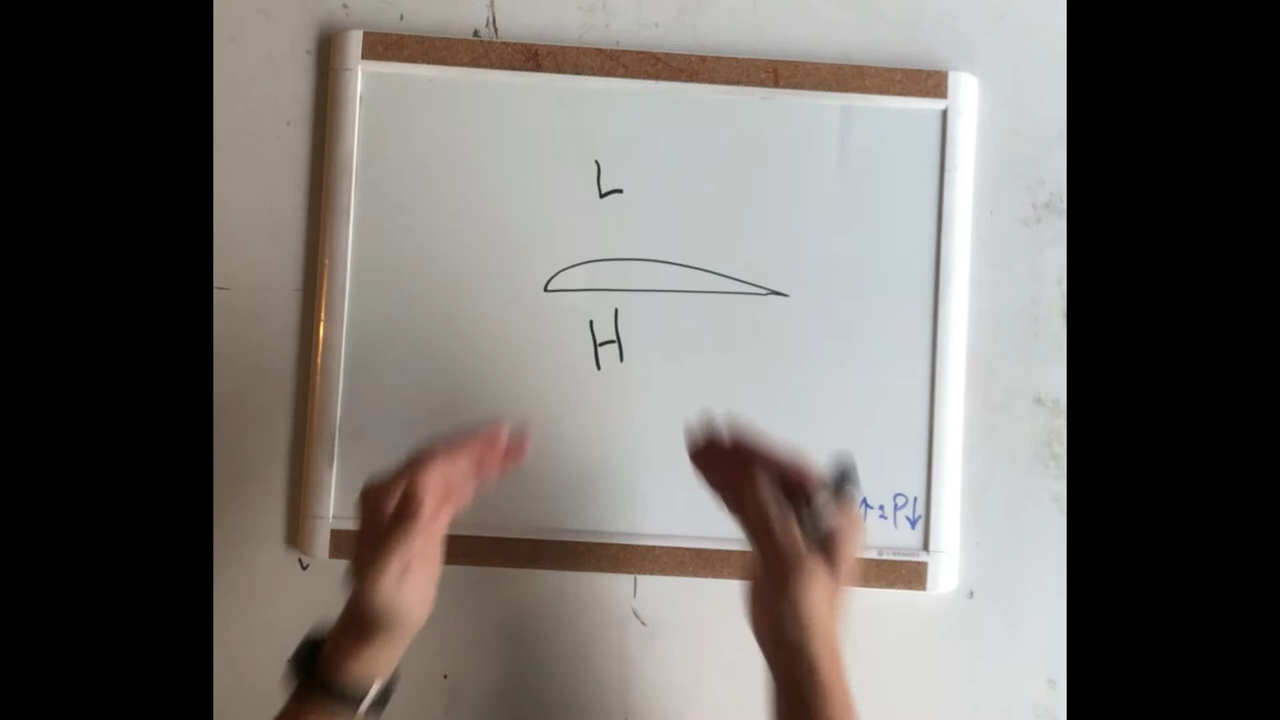 L
H
↑ = P↓